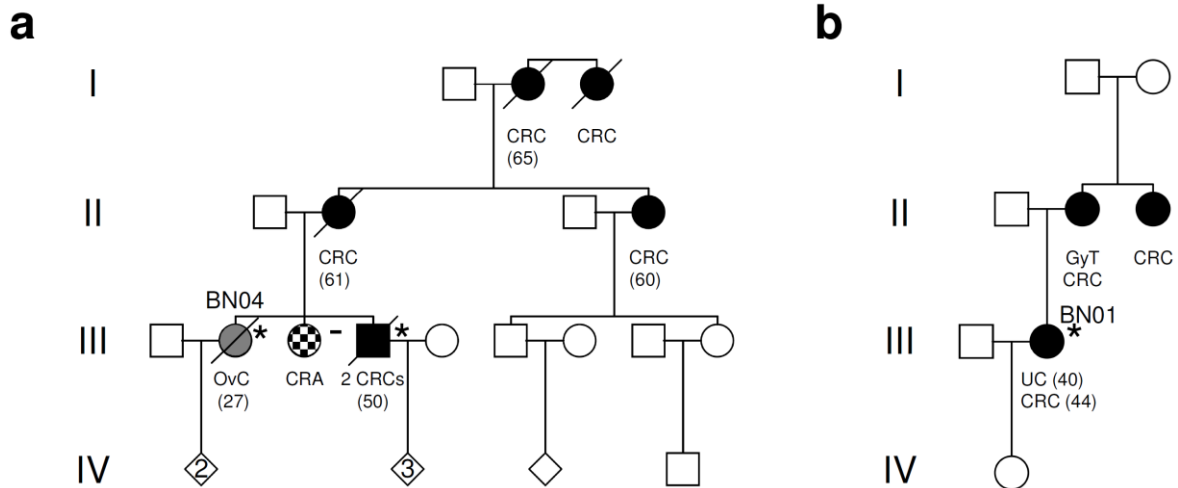 a
b
I
CRC
(65)
CRC
II
CRC
(61)
CRC
(60)
BN04
III
*
-
*
OvC
(27)
CRA
2 CRCs
(50)
IV
2
3
I
II
GyT
CRC
CRC
BN01
III
*
UC (40)
CRC (44)
IV